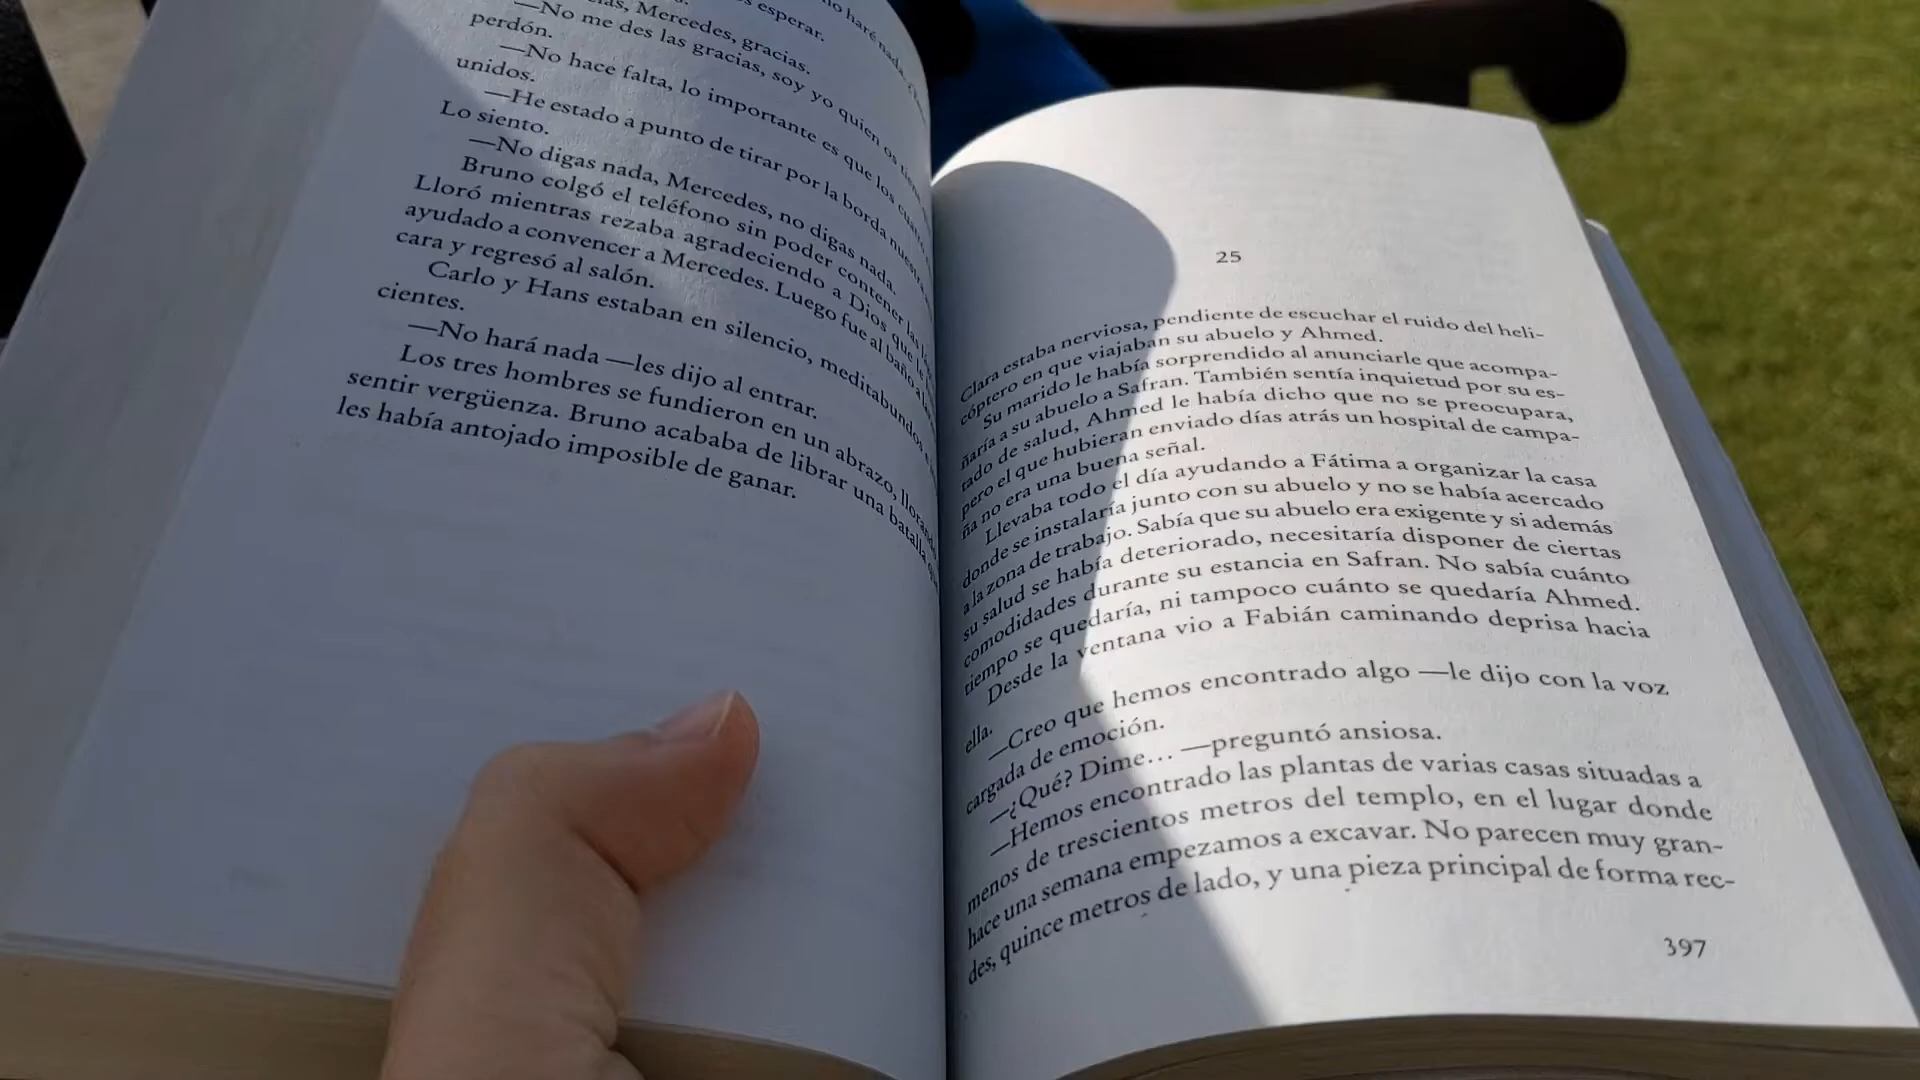 no haré nada.
os esperar.
Mercedes, gracias.
—No me des las gracias, soy yo quien os
perdón.
—No hace falta, lo importante es que los
unidos.
—He estado a punto de tirar por la borda
Lo siento.
—No digas nada, Mercedes, no digas nada.
Bruno colgó el teléfono sin poder contener las
Lloró mientras rezaba agradeciendo a Dios que le
ayudado a convencer a Mercedes. Luego fue al baño a
cara y regresó al salón.
Carlo y Hans estaban en silencio, meditabundos
cientes.
—No hará nada —les dijo al entrar.
Los tres hombres se fundieron en un abrazo,
sentir vergüenza. Bruno acababa de librar una batalla
les había antojado imposible de ganar.
25
Clara estaba nerviosa, pendiente de escuchar el ruido del heli-
cóptero en que viajaban su abuelo y Ahmed.
Su marido le había sorprendido al anunciarle que acompa-
ñaría a su abuelo a Safran. También sentía inquietud por su es-
tado de salud, Ahmed le había dicho que no se preocupara,
pero el que hubieran enviado días atrás un hospital de campa-
ña no era una buena señal.
Llevaba todo el día ayudando a Fátima a organizar la casa
donde se instalaría junto con su abuelo y no se había acercado
a la zona de trabajo. Sabía que su abuelo era exigente y si además
su salud se había deteriorado, necesitaría disponer de ciertas
comodidades durante su estancia en Safran. No sabía cuánto
tiempo se quedaría, ni tampoco cuánto se quedaría Ahmed.
Desde la ventana vio a Fabián caminando deprisa hacia
ella.
—Creo que hemos encontrado algo —le dijo con la voz
cargada de emoción.
—¿Qué? Dime... —preguntó ansiosa.
—Hemos encontrado las plantas de varias casas situadas a
menos de trescientos metros del templo, en el lugar donde
hace una semana empezamos a excavar. No parecen muy gran-
des, quince metros de lado, y una pieza principal de forma rec-
397